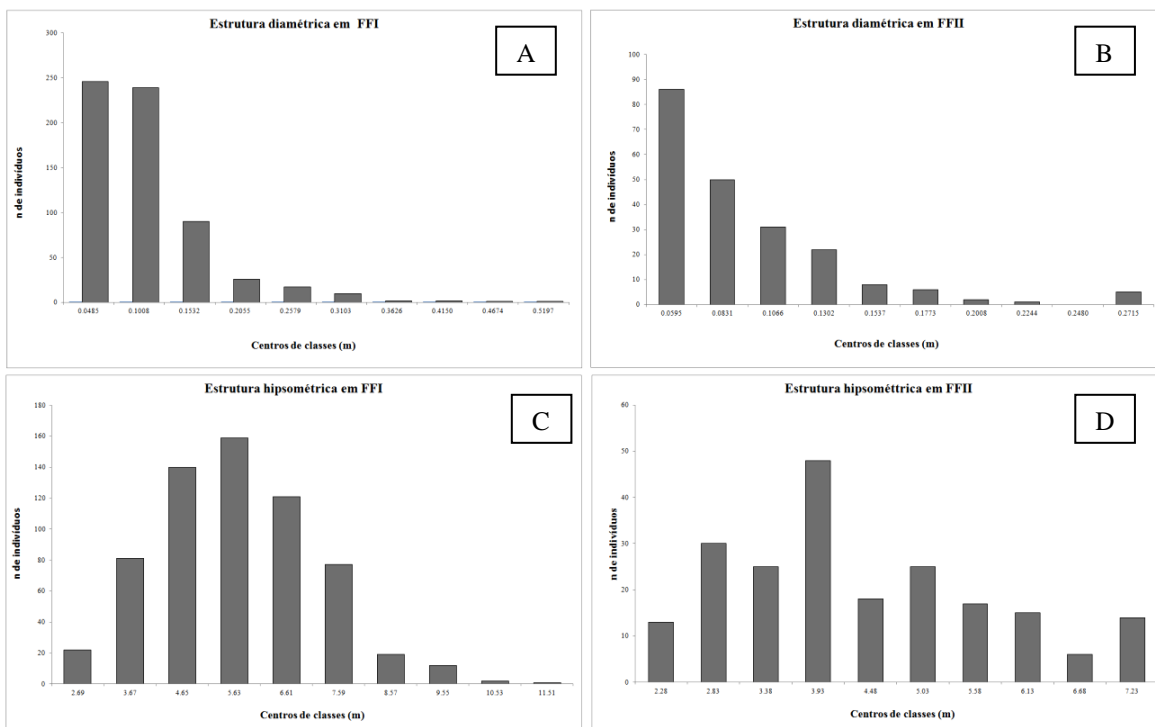 Estrutura diamétrica em FFI
A
300
250
200
150
100
50
0
n de indivíduos
0.0485 0.1008 0.1532 0.2055 0.2579 0.3103 0.3626 0.4150 0.4674 0.5197
Centros de classes (m)
Estrutura diamétrica em FFII
B
100
90
80
70
60
50
40
30
20
10
0
n de indivíduos
0.0595 0.0831 0.1066 0.1302 0.1537 0.1773 0.2008 0.2244 0.2480 0.2715
Centros de classes (m)
Estrutura hipsométrica em FFI
C
180
160
140
120
100
80
60
40
20
0
n de indivíduos
2.69 3.67 4.65 5.63 6.61 7.59 8.57 9.55 10.53 11.51
Centros de classes (m)
Estrutura hipsométtrica em FFII
D
60
50
40
30
20
10
0
n de indivíduos
2.28 2.83 3.38 3.93 4.48 5.03 5.58 6.13 6.68 7.23
Centros de classes (m)